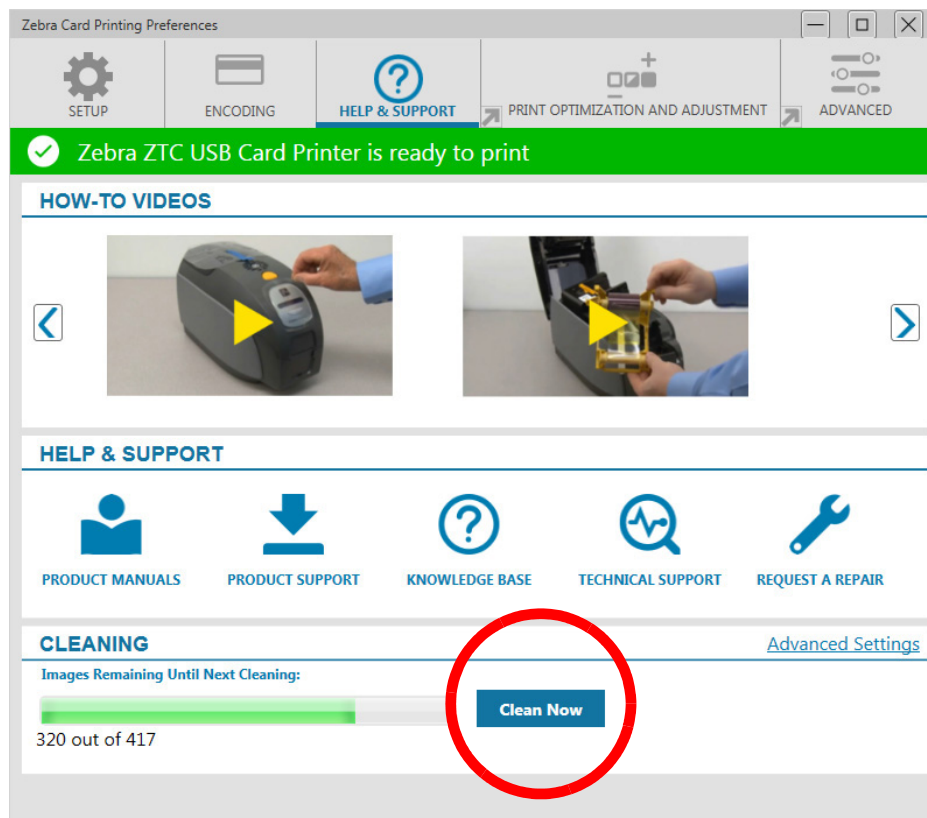 Zebra Card Printing Preferences
SETUP
ENCODING
HELP & SUPPORT
PRINT OPTIMIZATION AND ADJUSTMENT
ADVANCED
Zebra ZTC USB Card Printer is ready to print
HOW-TO VIDEOS
HELP & SUPPORT
PRODUCT MANUALS
PRODUCT SUPPORT
KNOWLEDGE BASE
TECHNICAL SUPPORT
REQUEST A REPAIR
CLEANING
Advanced Settings
Images Remaining Until Next Cleaning:
Clean Now
320 out of 417